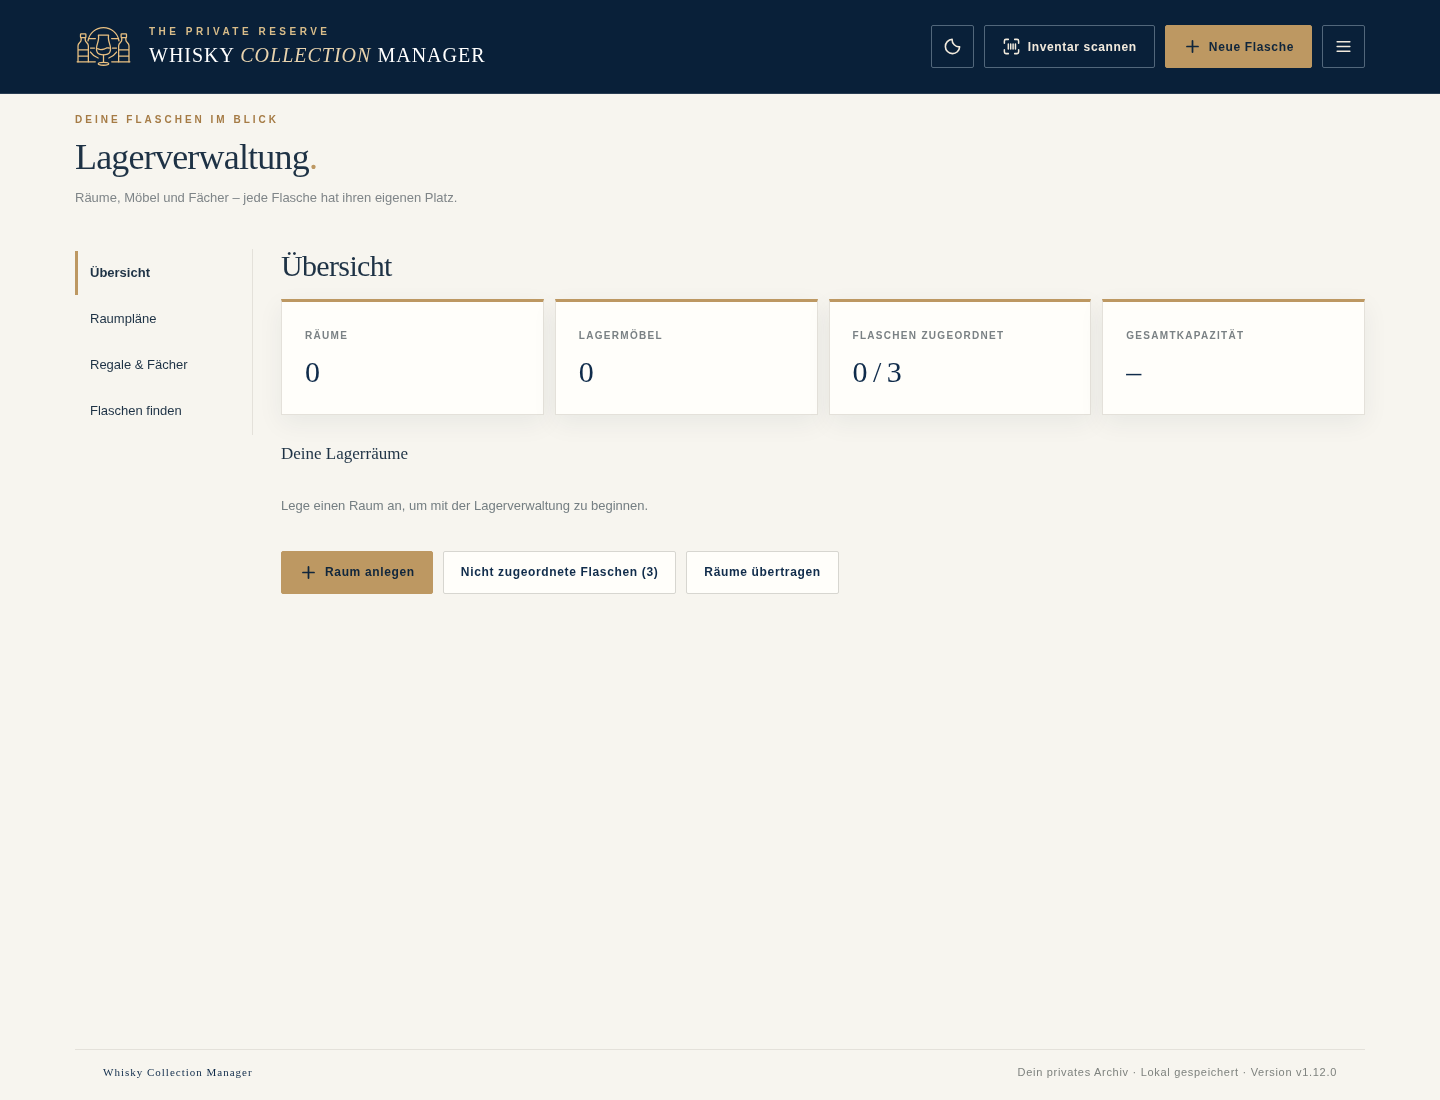 THE PRIVATE RESERVE
WHISKY COLLECTION MANAGER
Inventar scannen
Neue Flasche
DEINE FLASCHEN IM BLICK
Lagerverwaltung.
Räume, Möbel und Fächer – jede Flasche hat ihren eigenen Platz.
Übersicht
Raumpläne
Regale & Fächer
Flaschen finden
Übersicht
RÄUME
0
LAGERMÖBEL
0
FLASCHEN ZUGEORDNET
0 / 3
GESAMTKAPAZITÄT
–
Deine Lagerräume
Lege einen Raum an, um mit der Lagerverwaltung zu beginnen.
Raum anlegen
Nicht zugeordnete Flaschen (3)
Räume übertragen
Whisky Collection Manager
Dein privates Archiv · Lokal gespeichert · Version v1.12.0